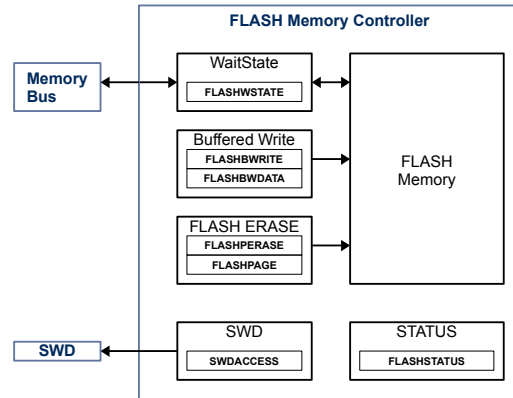 FLASH Memory Controller
Memory
Bus
WaitState
FLASHWSTATE
Buffered Write
FLASHBWRITE
FLASHBWDATA
FLASH
Memory
FLASH ERASE
FLASHPERASE
FLASHPAGE
SWD
SWD
SWDACCESS
STATUS
FLASHSTATUS